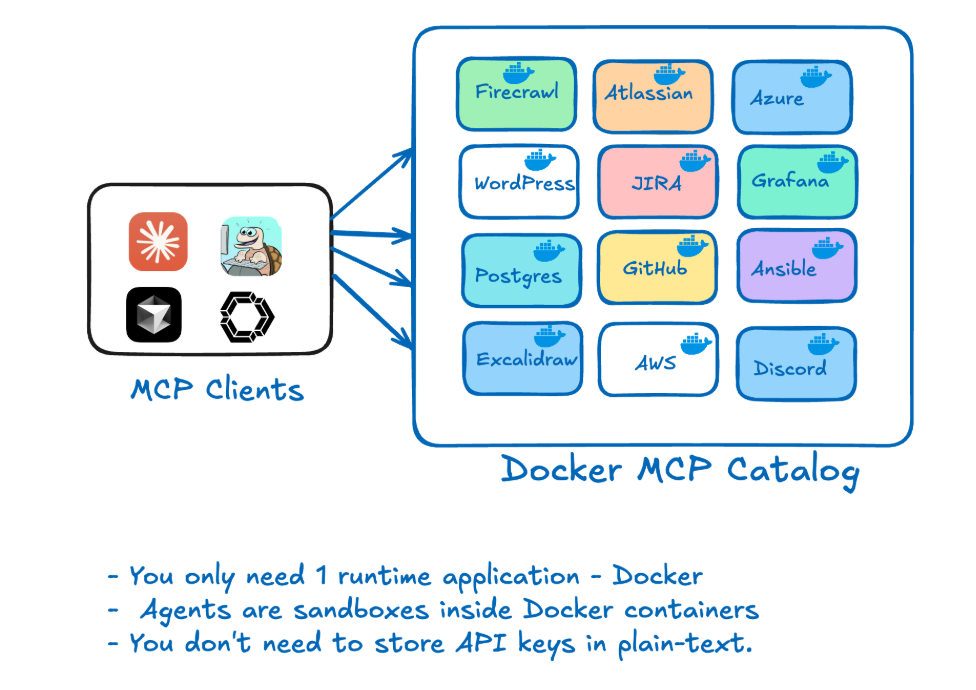 Firecrawl
Atlassian
Azure
WordPress
JIRA
Grafana
Postgres
GitHub
Ansible
Excalidraw
AWS
Discord
MCP Clients
Docker MCP Catalog
- You only need 1 runtime application - Docker
- Agents are sandboxes inside Docker containers
- You don't need to store API keys in plain-text.